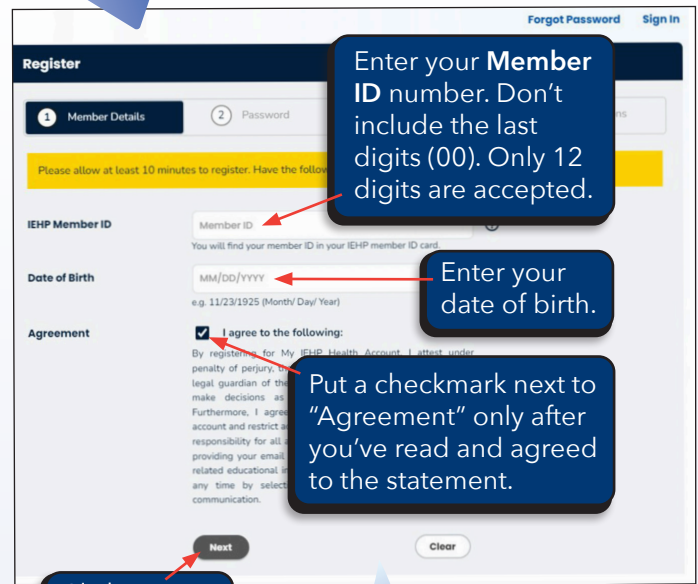 Forgot Password Sign In
Register
1 Member Details
2 Password
Please allow at least 10 minutes to register. Have the follow
Enter your Member
ID number. Don't
include the last
digits (00). Only 12
digits are accepted.
IEHP Member ID
Member ID
You will find your member ID in your IEHP member ID card.
Date of Birth
MM/DD/YYYY
e.g. 11/23/1925 (Month/ Day/ Year)
Enter your
date of birth.
Agreement
I agree to the following:
By registering for My IEHP Health Account, I attest under
penalty of perjury,
legal guardian of the
make decisions as
Furthermore, I agree
account and restrict
responsibility for all
providing your email
related educational
any time by
communication.
Put a checkmark next to
"Agreement" only after
you've read and agreed
to the statement.
Next
Clear